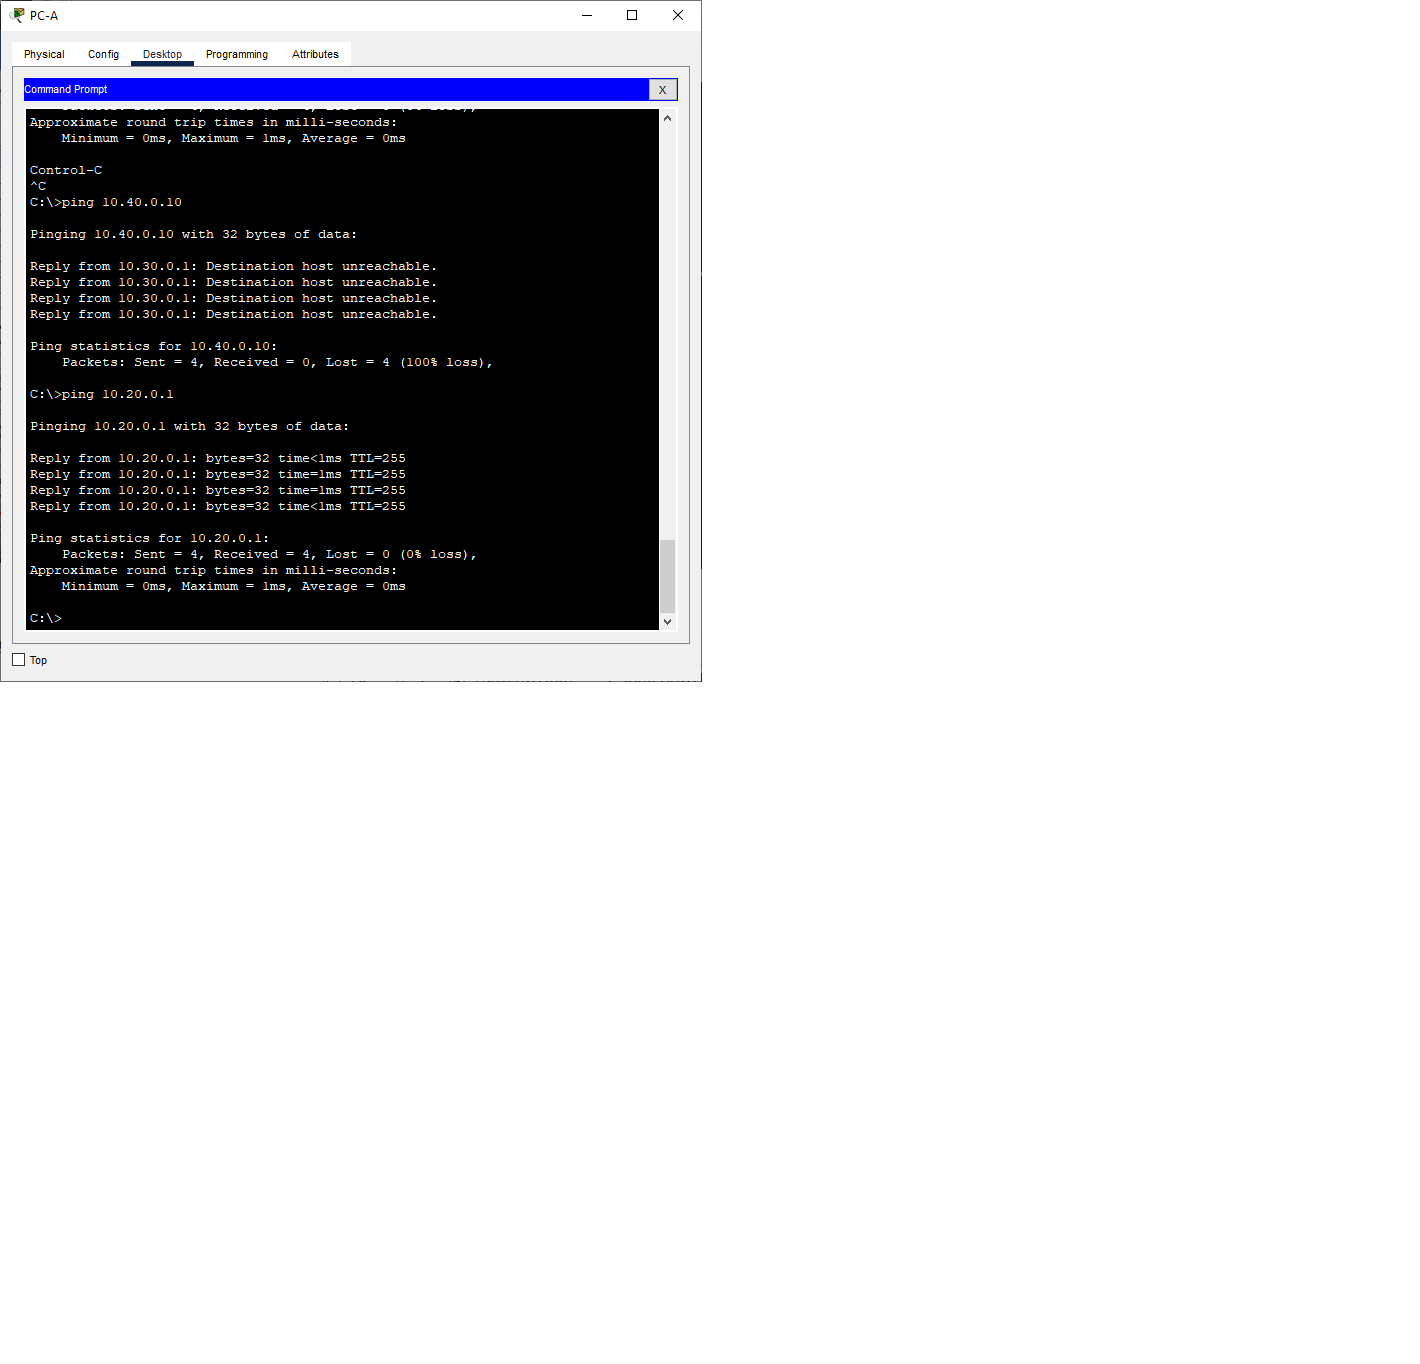 PC-A
Physical Config Desktop Programming Attributes
Command Prompt X
Approximate round trip times in milli-seconds:
Minimum = 0ms, Maximum = 1ms, Average = 0ms
Control-C
^C
C:\>ping 10.40.0.10
Pinging 10.40.0.10 with 32 bytes of data:
Reply from 10.30.0.1: Destination host unreachable.
Reply from 10.30.0.1: Destination host unreachable.
Reply from 10.30.0.1: Destination host unreachable.
Reply from 10.30.0.1: Destination host unreachable.
Ping statistics for 10.40.0.10:
Packets: Sent = 4, Received = 0, Lost = 4 (100% loss),
C:\>ping 10.20.0.1
Pinging 10.20.0.1 with 32 bytes of data:
Reply from 10.20.0.1: bytes=32 time<1ms TTL=255
Reply from 10.20.0.1: bytes=32 time=1ms TTL=255
Reply from 10.20.0.1: bytes=32 time=1ms TTL=255
Reply from 10.20.0.1: bytes=32 time<1ms TTL=255
Ping statistics for 10.20.0.1:
Packets: Sent = 4, Received = 4, Lost = 0 (0% loss),
Approximate round trip times in milli-seconds:
Minimum = 0ms, Maximum = 1ms, Average = 0ms
C:\>
Top